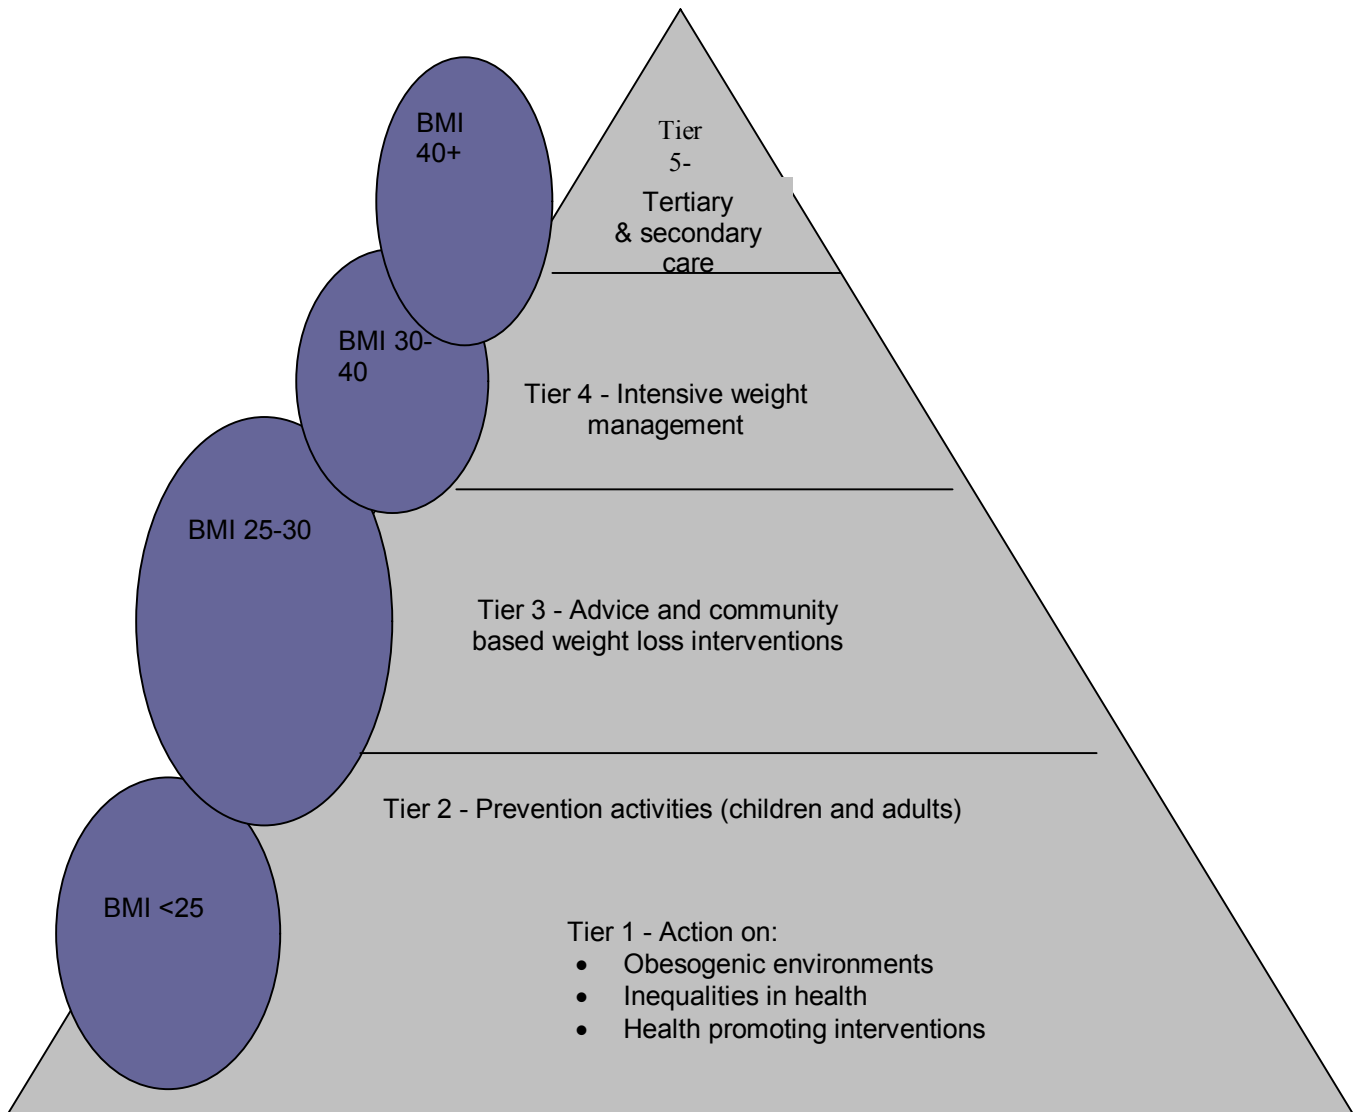 BMI
40+
Tier
5-
Tertiary
& secondary
care
BMI 30-
40
Tier 4 - Intensive weight
management
BMI 25-30
Tier 3 - Advice and community
based weight loss interventions
Tier 2 - Prevention activities (children and adults)
BMI <25
Tier 1 - Action on:
• Obesogenic environments
• Inequalities in health
• Health promoting interventions